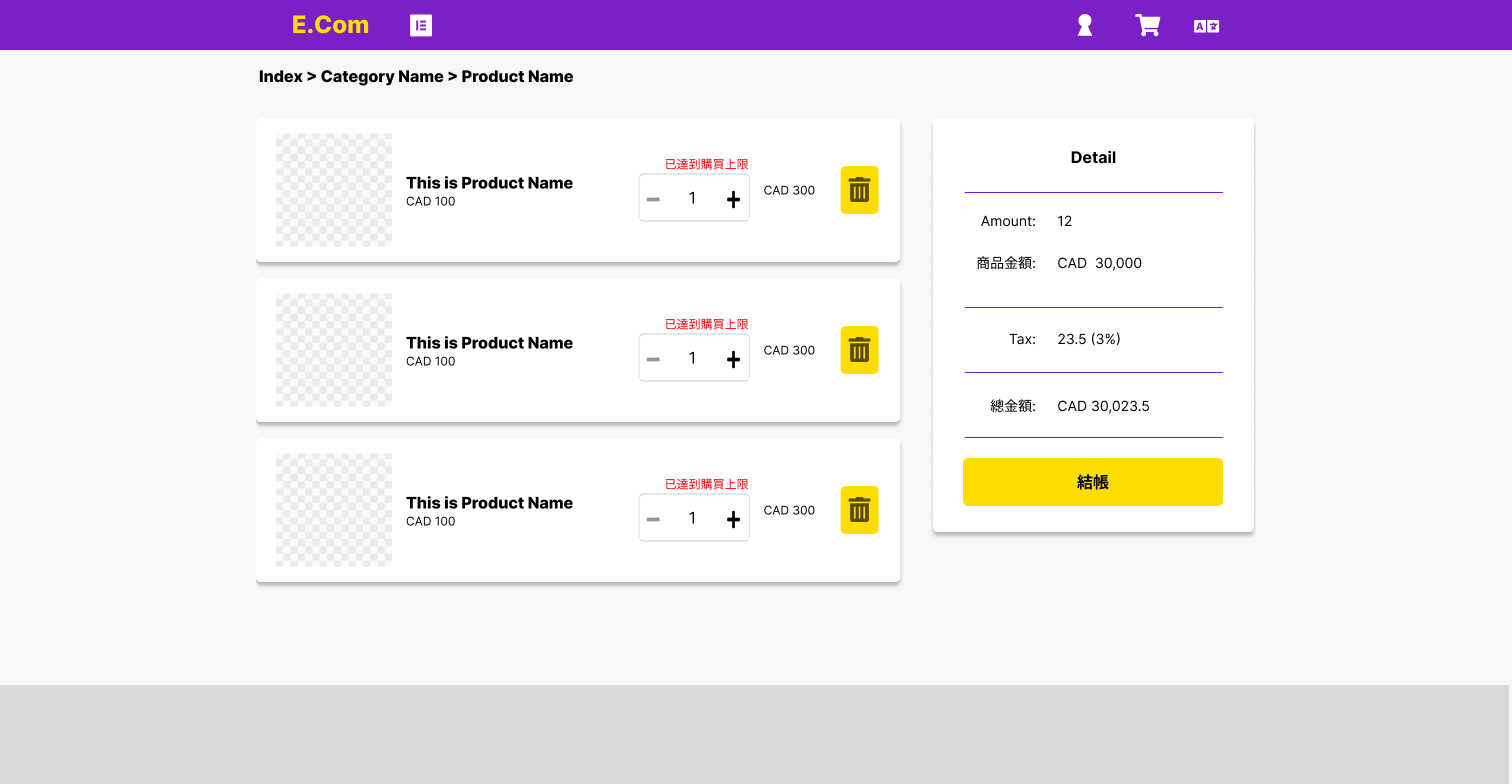 E.Com
Index > Category Name > Product Name
This is Product Name
CAD 100
已達到購買上限
1
CAD 300
This is Product Name
CAD 100
已達到購買上限
1
CAD 300
This is Product Name
CAD 100
已達到購買上限
1
CAD 300
Detail
Amount: 12
商品金額: CAD 30,000
Tax: 23.5 (3%)
總金額: CAD 30,023.5
結帳